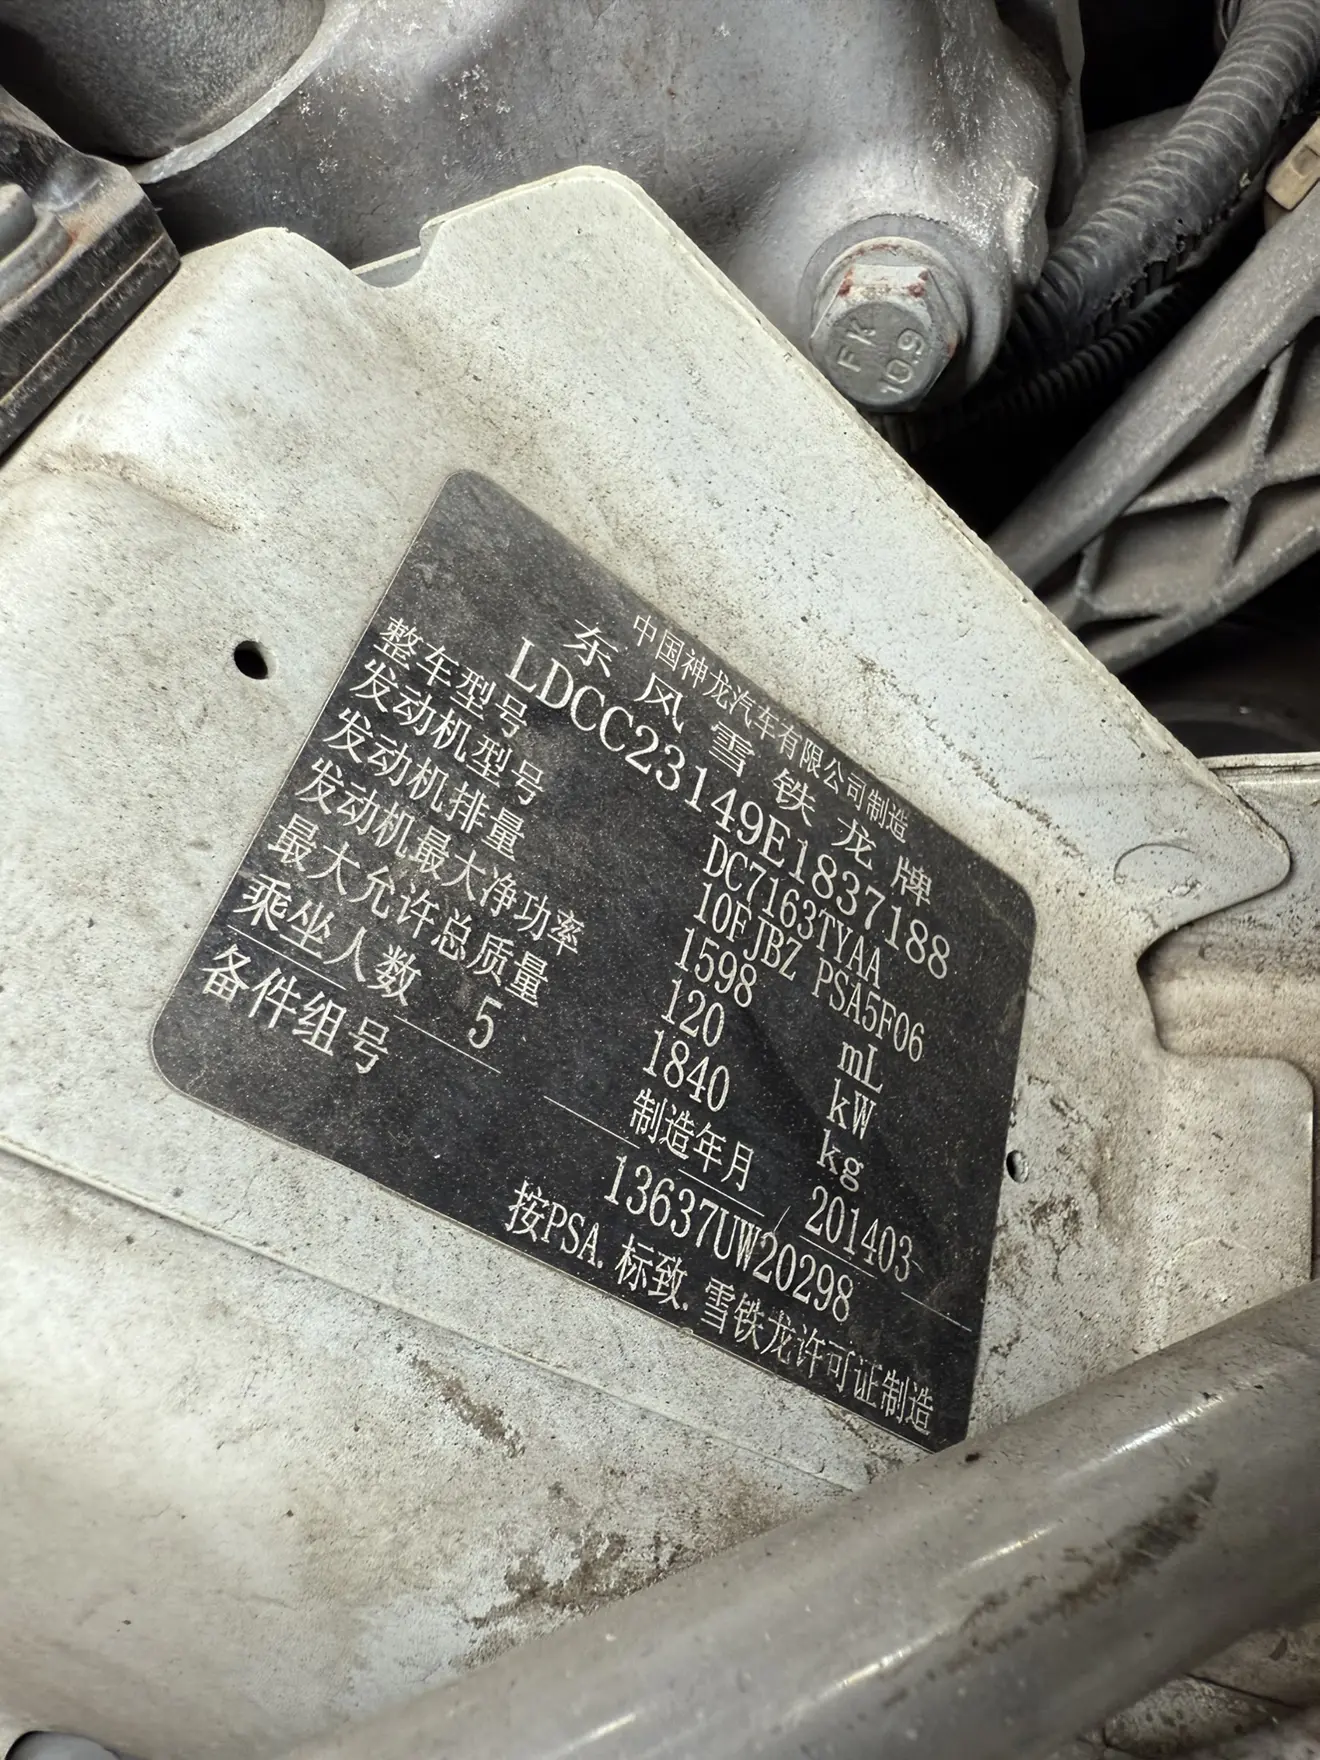 FK
109
中国神龙汽车有限公司制造
东风雪铁龙牌
LDCC23149E1837188
整车型号 DC7163TYAA
发动机型号 10FJBZ PSA5F06
发动机排量 1598 mL
发动机最大净功率 120 kW
最大允许总质量 1840 kg
乘坐人数 5 制造年月 201403
备件组号 13637UW20298
按PSA.标致.雪铁龙许可证制造